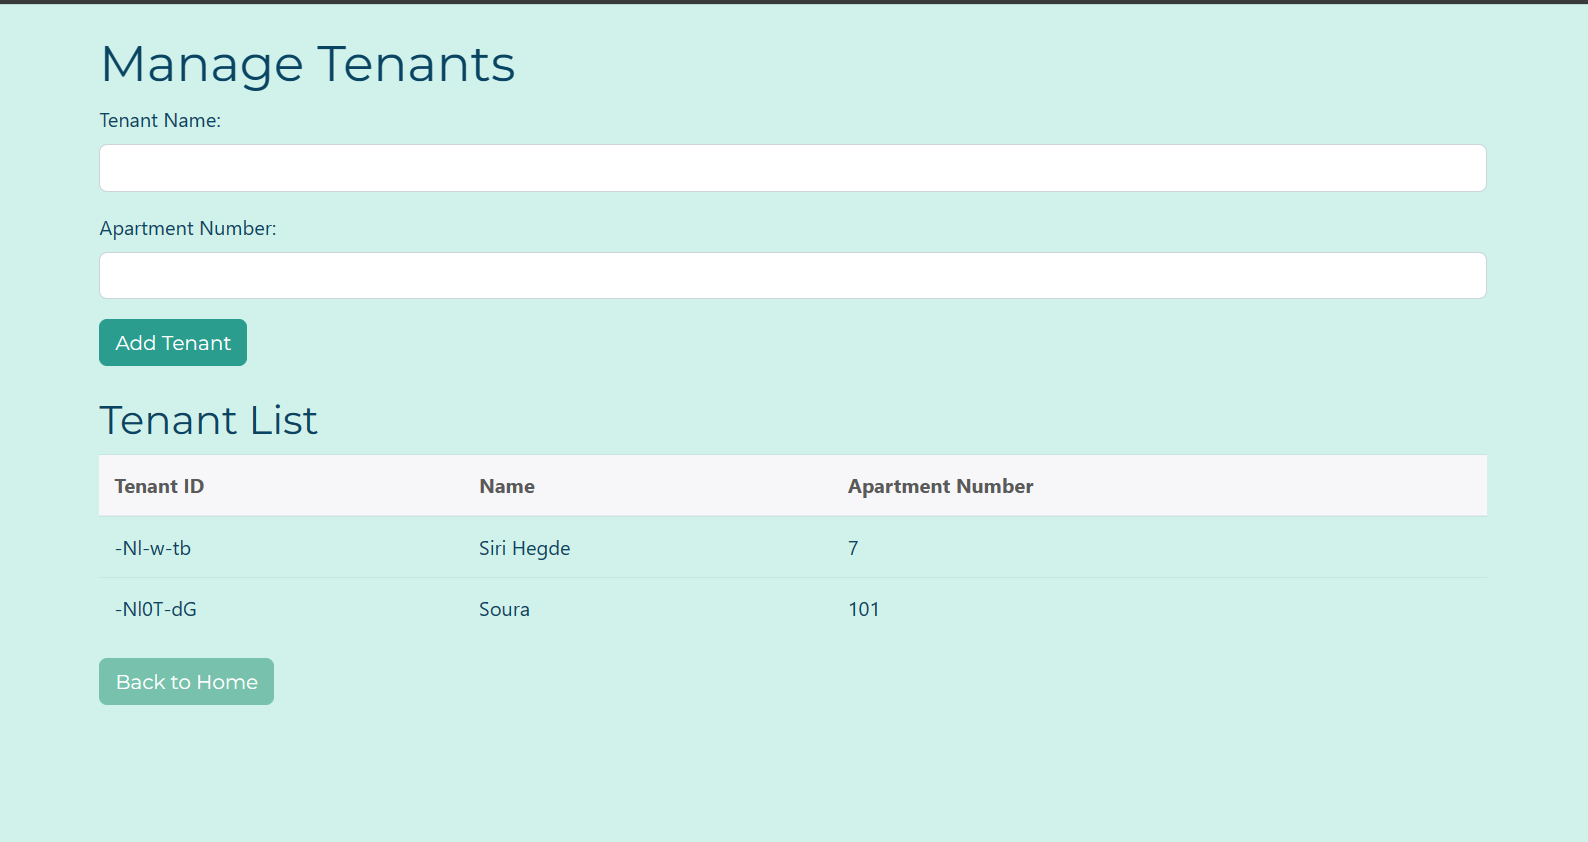 Manage Tenants
Tenant Name:
Apartment Number:
Add Tenant
Tenant List
Tenant ID Name Apartment Number
-Nl-w-tb Siri Hegde 7
-Nl0T-dG Soura 101
Back to Home